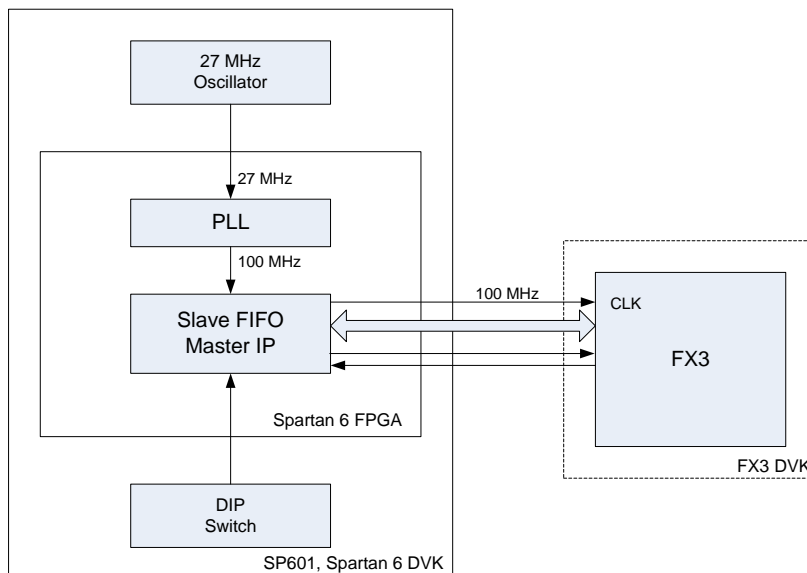 27 MHz
Oscillator
27 MHz
PLL
100 MHz
Slave FIFO
Master IP
100 MHz
CLK
FX3
Spartan 6 FPGA
FX3 DVK
DIP
Switch
SP601, Spartan 6 DVK